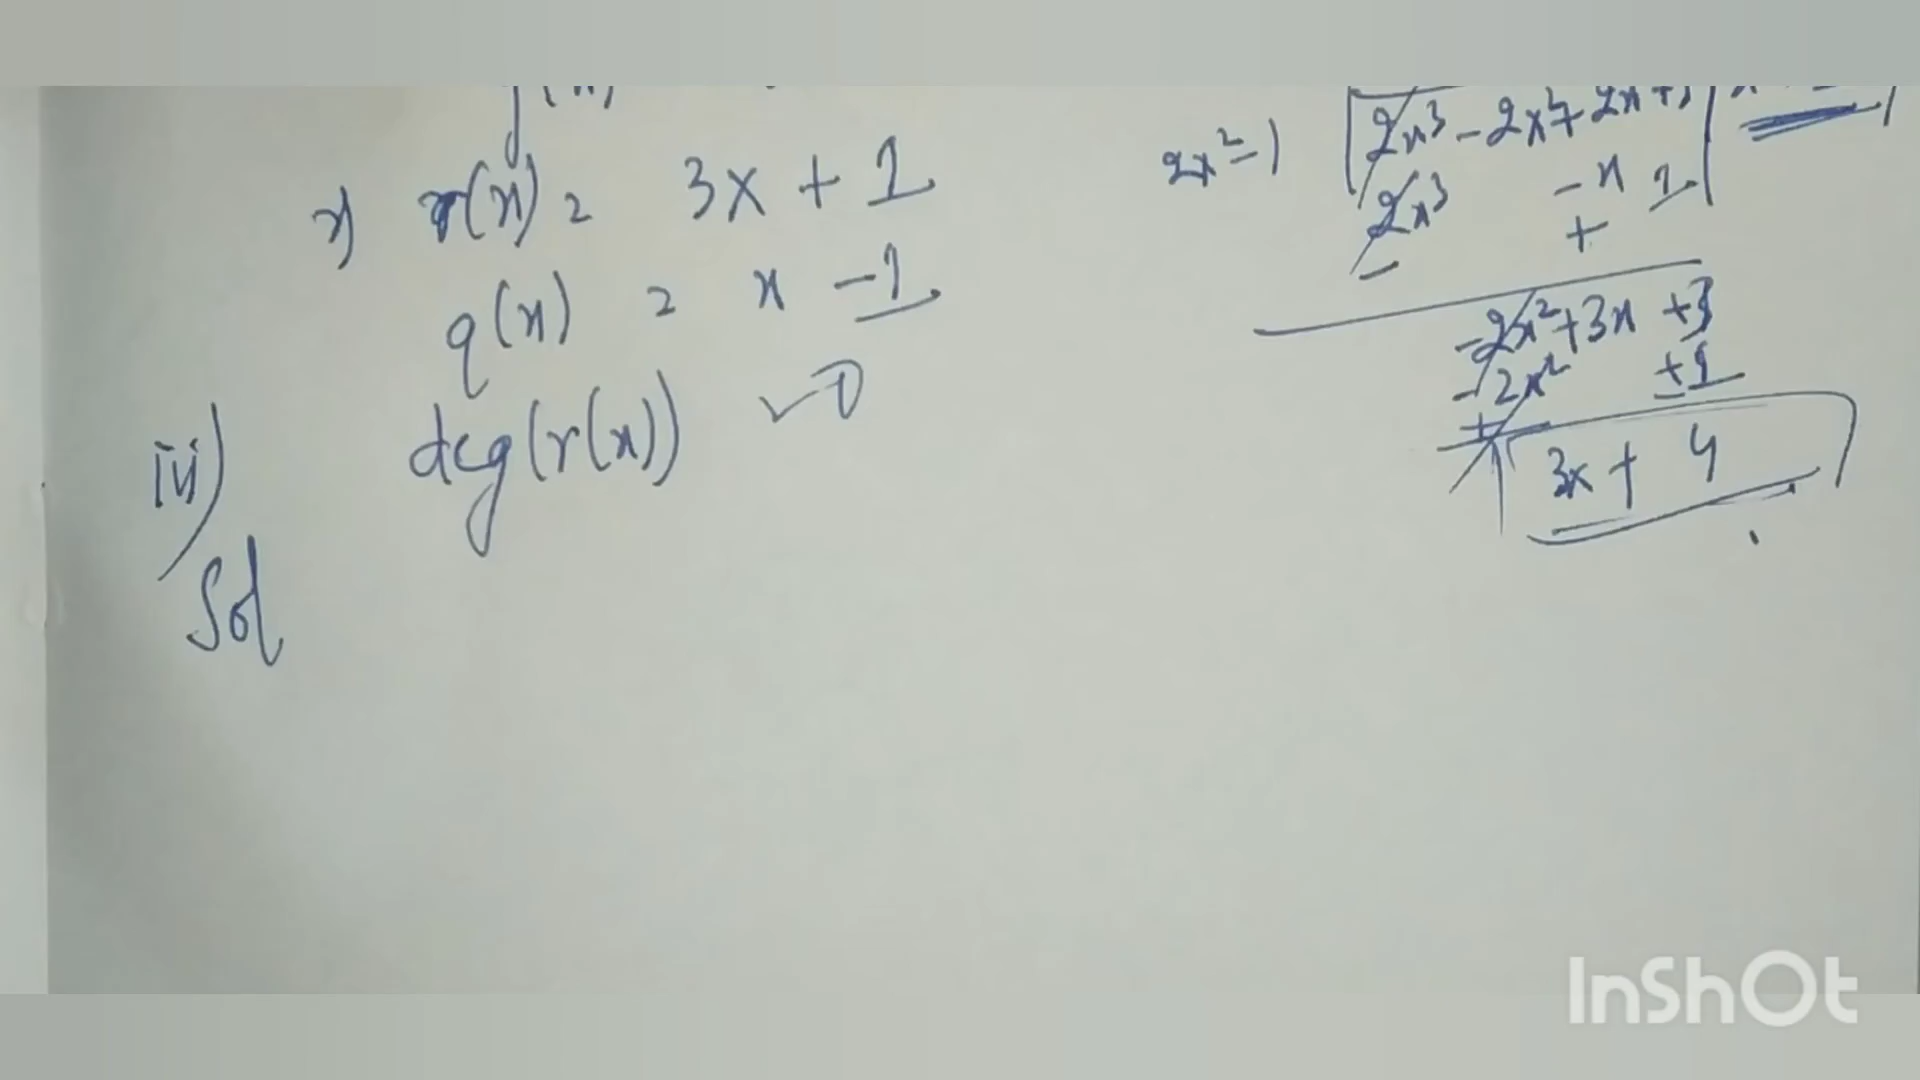 r(x) = 3x + 1
q(x) = x - 1
iv) deg(r(x))
Sol
2x² - 1
2x³ - 2x² + 2x + 3
2x³ - x
- +
-2x² + 3x + 3
-2x² + 1
3x + 4
InShOt